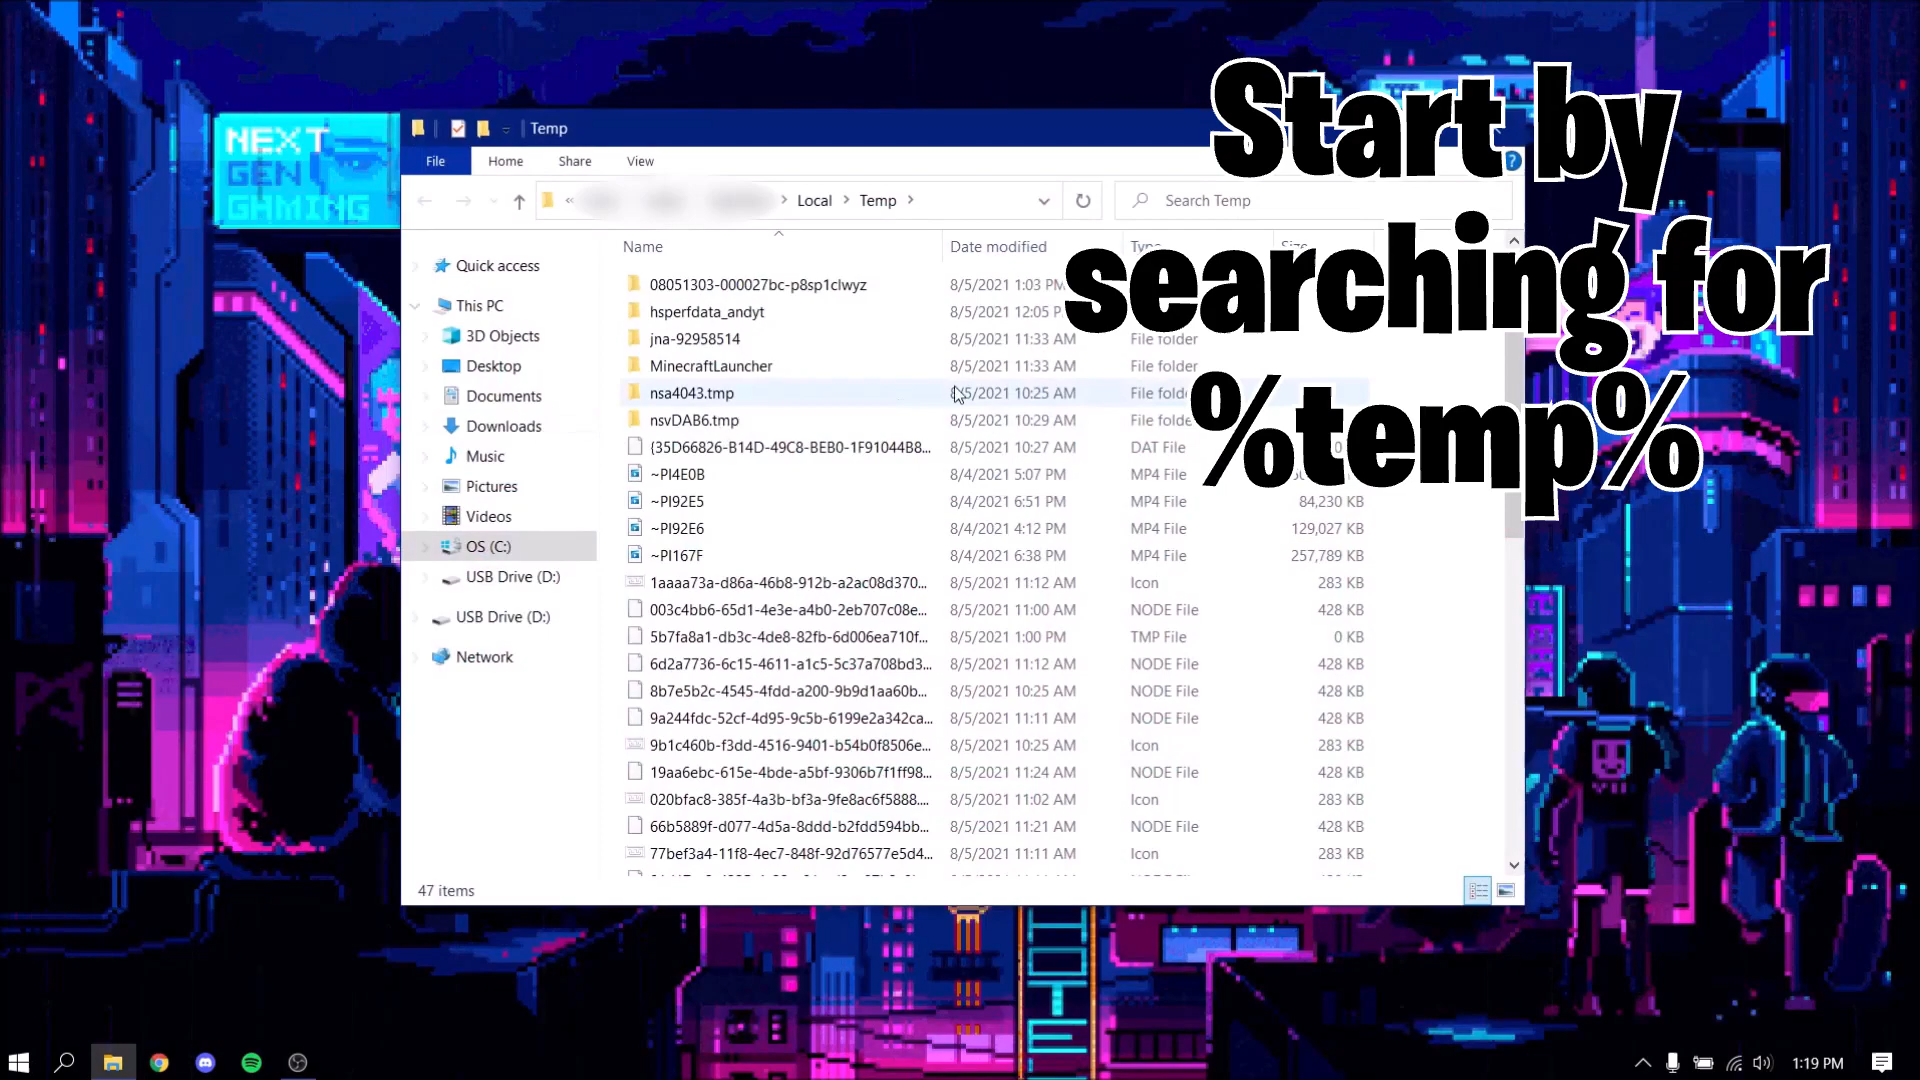 NEXT
GEN
GAMING
Temp
File Home Share View
« Local Temp
Search Temp
Start by
searching for
%temp%
Name Date modified
Quick access
This PC
3D Objects
Desktop
Documents
Downloads
Music
Pictures
Videos
OS (C:)
USB Drive (D:)
USB Drive (D:)
Network
08051303-000027bc-p8sp1clwyz 8/5/2021 1:03 PM
hsperfdata_andyt 8/5/2021 12:05 P
jna-92958514 8/5/2021 11:33 AM File folder
MinecraftLauncher 8/5/2021 11:33 AM File folder
nsa4043.tmp 8/5/2021 10:25 AM File folde
nsvDAB6.tmp 8/5/2021 10:29 AM File folde
{35D66826-B14D-49C8-BEB0-1F91044B8... 8/5/2021 10:27 AM DAT File
~PI4E0B 8/4/2021 5:07 PM MP4 File
~PI92E5 8/4/2021 6:51 PM MP4 File 84,230 KB
~PI92E6 8/4/2021 4:12 PM MP4 File 129,027 KB
~PI167F 8/4/2021 6:38 PM MP4 File 257,789 KB
1aaaa73a-d86a-46b8-912b-a2ac08d370... 8/5/2021 11:12 AM Icon 283 KB
003c4bb6-65d1-4e3e-a4b0-2eb707c08e... 8/5/2021 11:00 AM NODE File 428 KB
5b7fa8a1-db3c-4de8-82fb-6d006ea710f... 8/5/2021 1:00 PM TMP File 0 KB
6d2a7736-6c15-4611-a1c5-5c37a708bd3... 8/5/2021 11:12 AM NODE File 428 KB
8b7e5b2c-4545-4fdd-a200-9b9d1aa60b... 8/5/2021 10:25 AM NODE File 428 KB
9a244fdc-52cf-4d95-9c5b-6199e2a342ca... 8/5/2021 11:11 AM NODE File 428 KB
9b1c460b-f3dd-4516-9401-b54b0f8506e... 8/5/2021 10:25 AM Icon 283 KB
19aa6ebc-615e-4bde-a5bf-9306b7f1ff98... 8/5/2021 11:24 AM NODE File 428 KB
020bfac8-385f-4a3b-bf3a-9fe8ac6f5888.... 8/5/2021 11:02 AM Icon 283 KB
66b5889f-d077-4d5a-8ddd-b2fdd594bb... 8/5/2021 11:21 AM NODE File 428 KB
77bef3a4-11f8-4ec7-848f-92d76577e5d4... 8/5/2021 11:11 AM Icon 283 KB
47 items
HOTE
1:19 PM